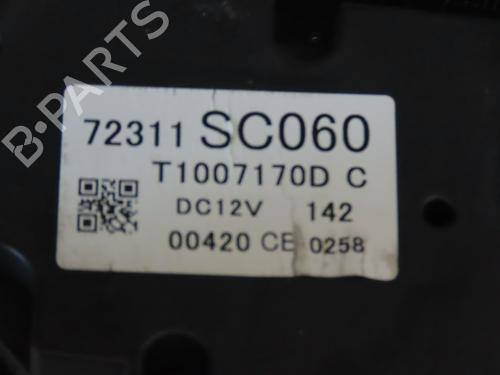 B-PARTS
72311 SC060
T1007170D C
DC12V 142
00420 CE 0258